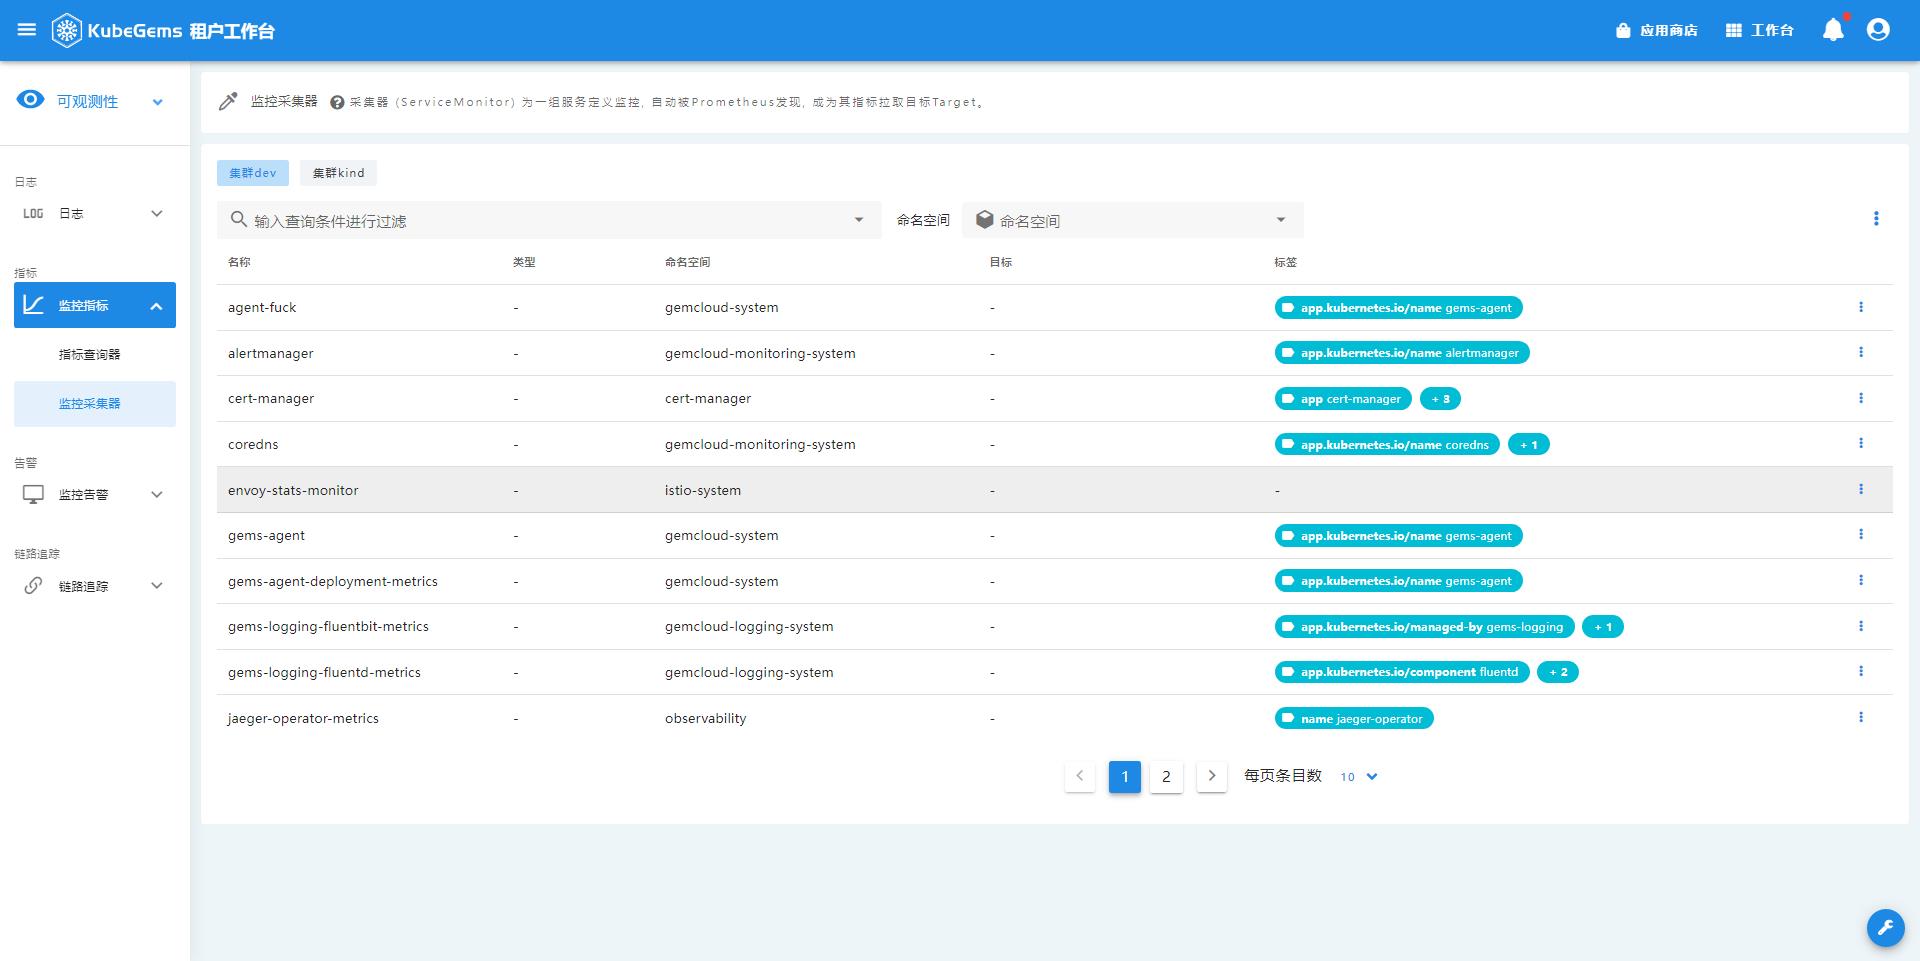 KubeGems 租户工作台
应用商店
工作台
可观测性
日志
LOG 日志
指标
监控指标
指标查询器
监控采集器
告警
监控告警
链路追踪
链路追踪
监控采集器 采集器 (ServiceMonitor) 为一组服务定义监控, 自动被Prometheus发现, 成为其指标拉取目标Target。
集群dev 集群kind
输入查询条件进行过滤 命名空间 命名空间
名称 类型 命名空间 目标 标签
agent-fuck - gemcloud-system - app.kubernetes.io/name gems-agent
alertmanager - gemcloud-monitoring-system - app.kubernetes.io/name alertmanager
cert-manager - cert-manager - app cert-manager + 3
coredns - gemcloud-monitoring-system - app.kubernetes.io/name coredns + 1
envoy-stats-monitor - istio-system - -
gems-agent - gemcloud-system - app.kubernetes.io/name gems-agent
gems-agent-deployment-metrics - gemcloud-system - app.kubernetes.io/name gems-agent
gems-logging-fluentbit-metrics - gemcloud-logging-system - app.kubernetes.io/managed-by gems-logging + 1
gems-logging-fluentd-metrics - gemcloud-logging-system - app.kubernetes.io/component fluentd + 2
jaeger-operator-metrics - observability - name jaeger-operator
1 2 每页条目数 10